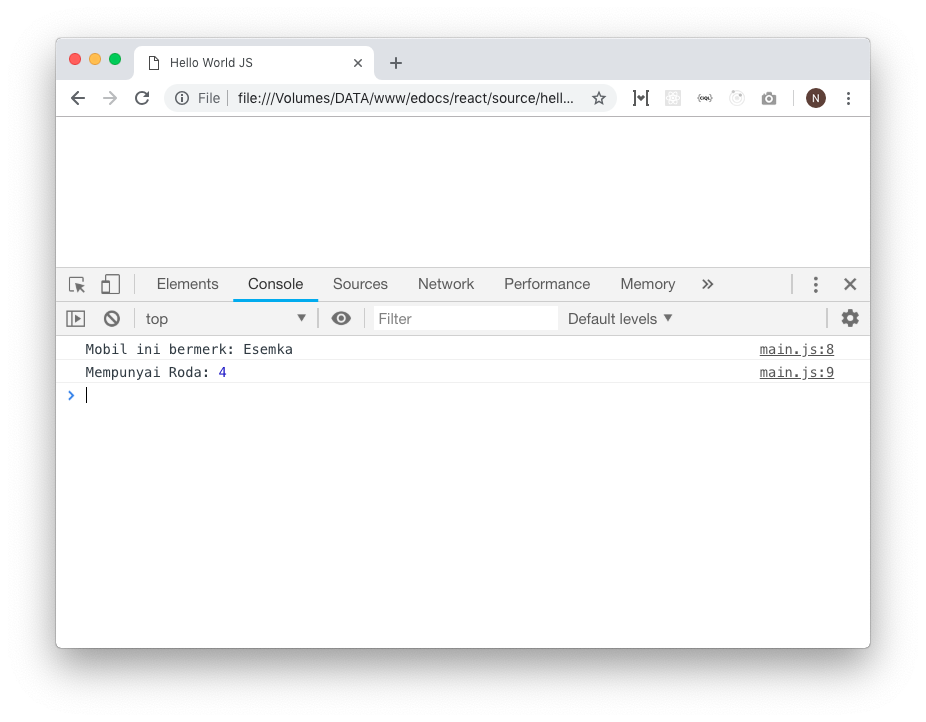 Hello World JS
File file:///Volumes/DATA/www/edocs/react/source/hell...
N
Elements Console Sources Network Performance Memory
top Filter Default levels
Mobil ini bermerk: Esemka main.js:8
Mempunyai Roda: 4 main.js:9